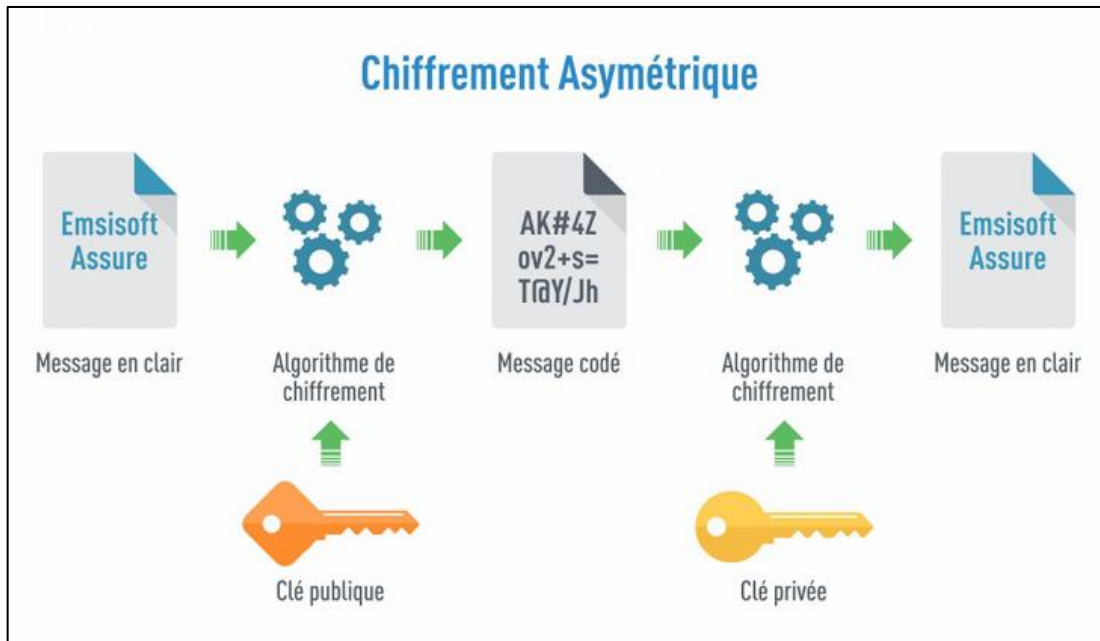 Chiffrement Asymétrique
Emsisoft
Assure
AK#4Z
ov2+s=
T@Y/Jh
Emsisoft
Assure
Message en clair
Algorithme de
chiffrement
Message codé
Algorithme de
chiffrement
Message en clair
Clé publique
Clé privée